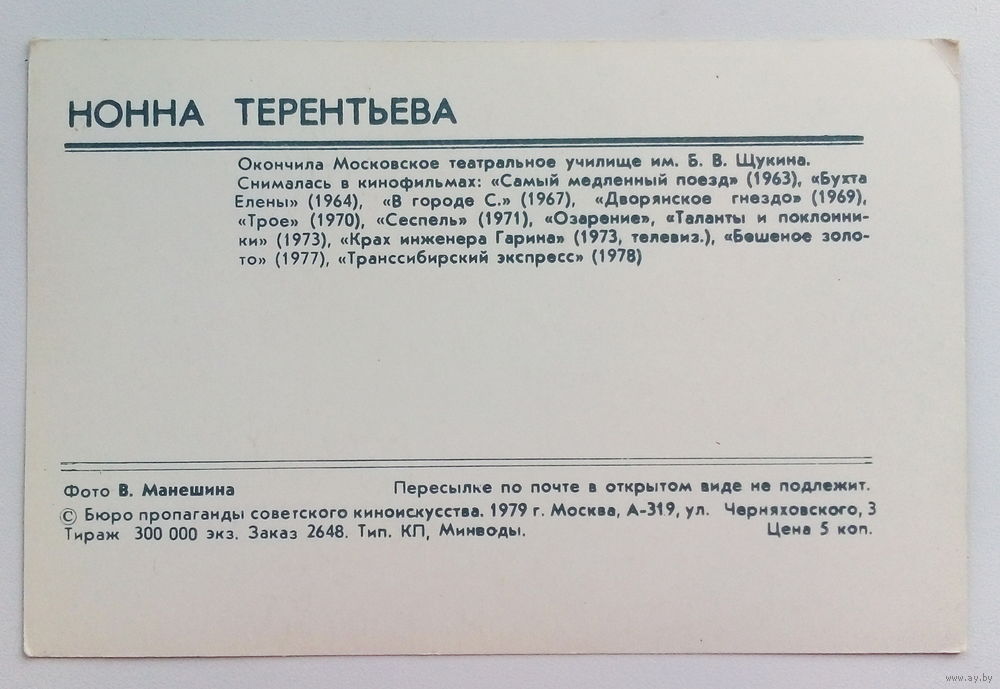 НОННА ТЕРЕНТЬЕВА
Окончила Московское театральное училище им. Б. В. Щукина.
Снималась в кинофильмах: «Самый медленный поезд» (1963), «Бухта
Елены» (1964), «В городе С.» (1967), «Дворянское гнездо» (1969),
«Трое» (1970), «Сеспель» (1971), «Озарение», «Таланты и поклонни-
ки» (1973), «Крах инженера Гарина» (1973, телевиз.), «Бешеное золо-
то» (1977), «Транссибирский экспресс» (1978)
Фото В. Манешина Пересылке по почте в открытом виде не подлежит.
© Бюро пропаганды советского киноискусства. 1979 г. Москва, А-319, ул. Черняховского, 3
Тираж 300 000 экз. Заказ 2648. Тип. КП, Минводы. Цена 5 коп.
www.ay.by